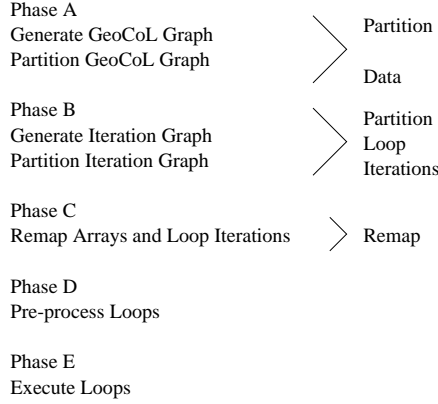 Phase A
Generate GeoCoL Graph
Partition GeoCoL Graph
Partition
Data
Phase B
Generate Iteration Graph
Partition Iteration Graph
Partition
Loop
Iterations
Phase C
Remap Arrays and Loop Iterations
Remap
Phase D
Pre-process Loops
Phase E
Execute Loops